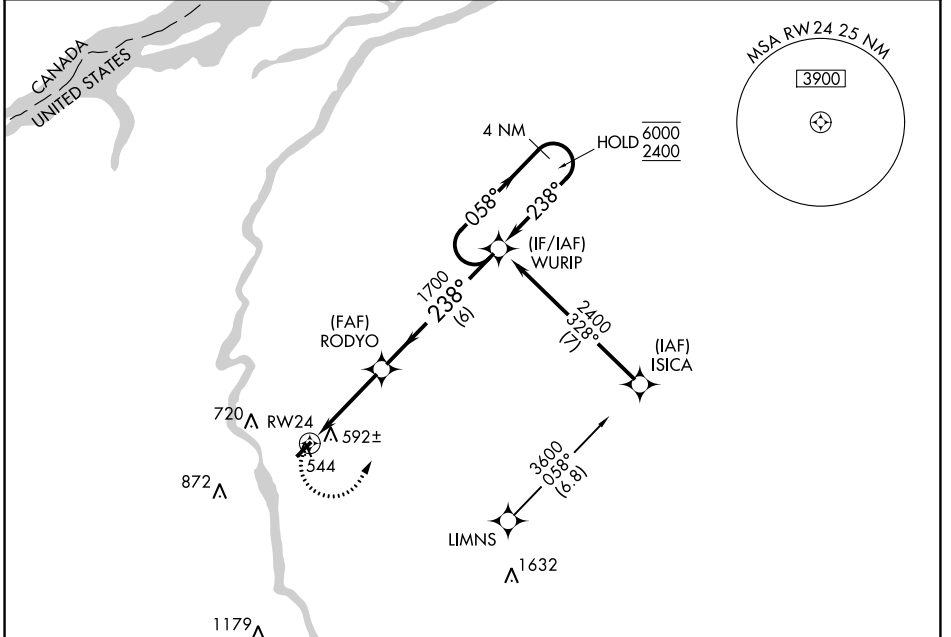 CANADA
UNITED STATES
MSA RW24 25 NM
3900
4 NM
HOLD 6000
2400
058°
238°
(IF/IAF)
WURIP
1700
238°
(6)
2400
328°
(7)
(FAF)
RODYO
(IAF)
ISICA
720
RW24
592±
544
872
3600
058°
(6.8)
LIMNS
1632
1179